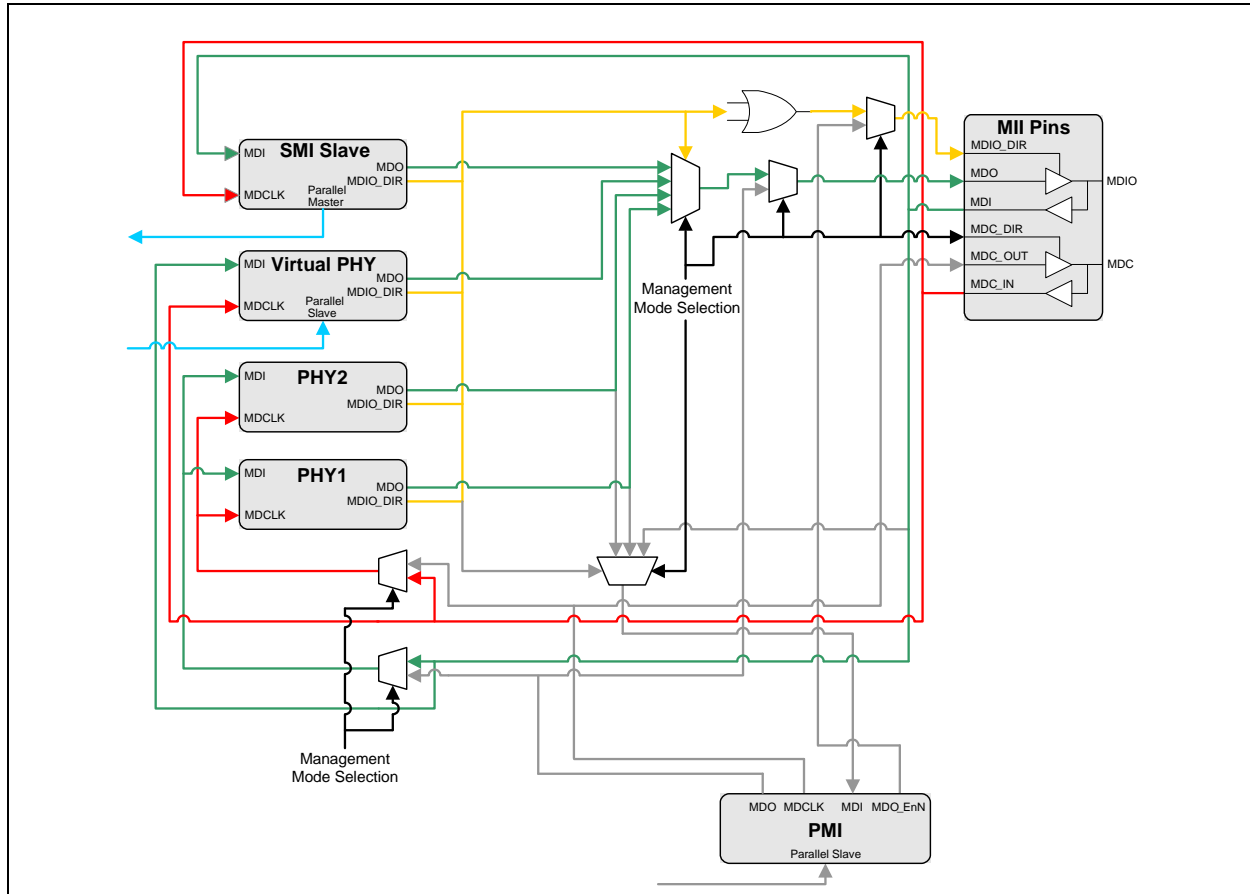 SMI Slave
MDI
MDO
MDIO_DIR
MDCLK
Parallel
Master
Virtual PHY
MDI
MDO
MDIO_DIR
MDCLK
Parallel
Slave
PHY2
MDI
MDO
MDIO_DIR
MDCLK
PHY1
MDI
MDO
MDIO_DIR
MDCLK
Management
Mode Selection
MII Pins
MDIO_DIR
MDO
MDI
MDC_DIR
MDC_OUT
MDC_IN
MDIO
MDC
Management
Mode Selection
MDO MDCLK MDI MDO_EnN
PMI
Parallel Slave